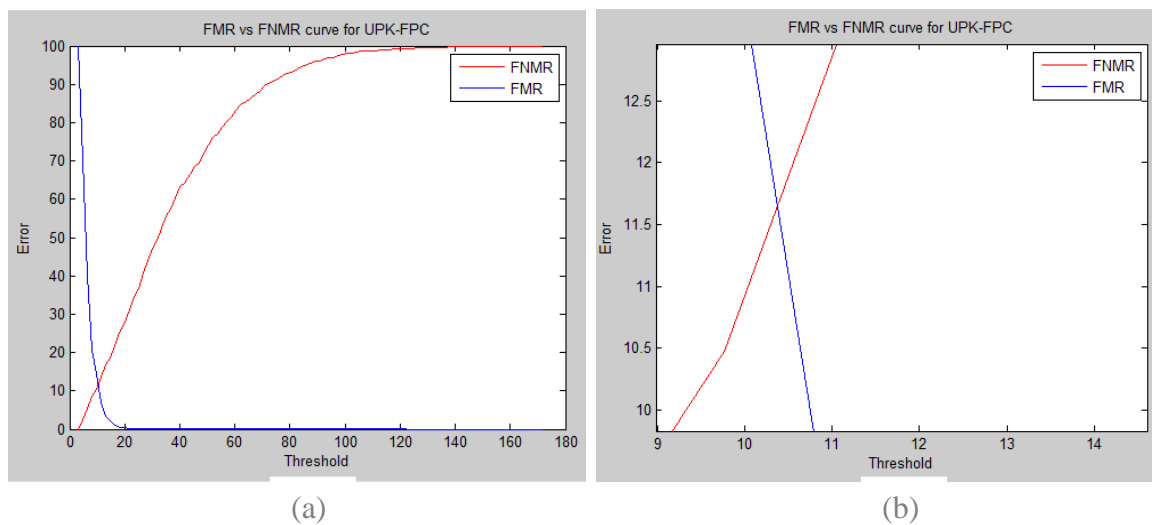 FMR vs FNMR curve for UPK-FPC
FNMR
FMR
100
90
80
70
60
50
40
30
20
10
0
Error
0 20 40 60 80 100 120 140 160 180
Threshold
(a)
FMR vs FNMR curve for UPK-FPC
FNMR
FMR
12.5
12
11.5
11
10.5
10
Error
9 10 11 12 13 14
Threshold
(b)